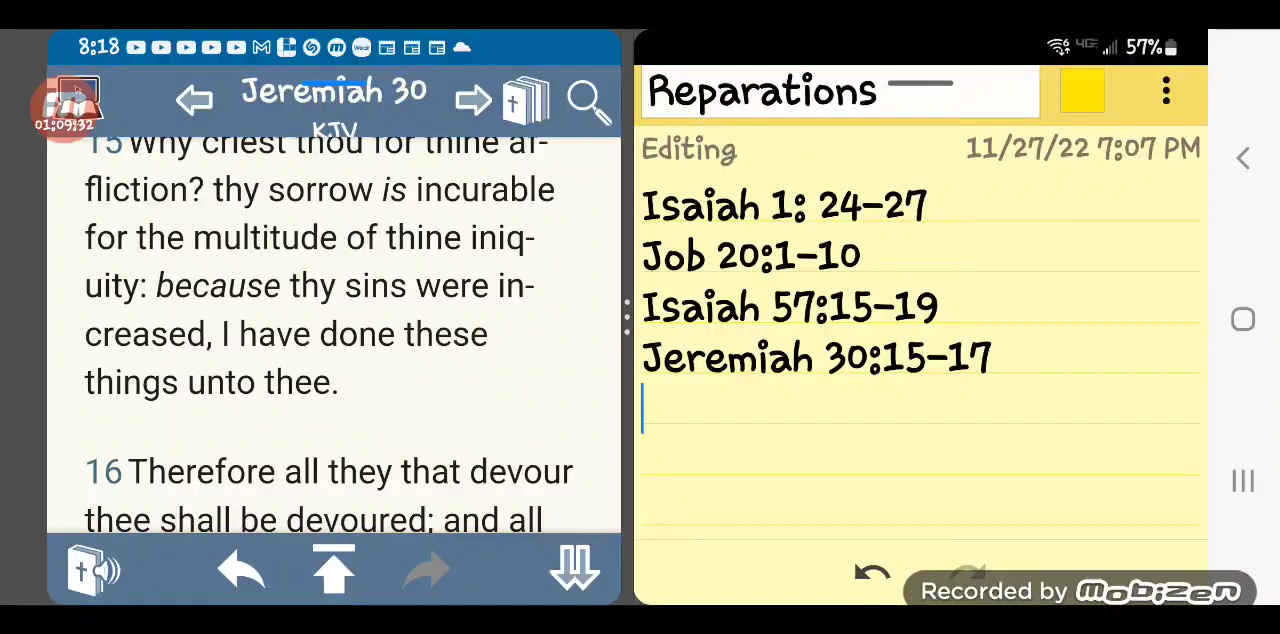 8:18
57%
Jeremiah 30
KJV
01:09:32
15 Why criest thou for thine af-
fliction? thy sorrow is incurable
for the multitude of thine iniq-
uity: because thy sins were in-
creased, I have done these
things unto thee.
16 Therefore all they that devour
thee shall be devoured; and all
Reparations
Editing 11/27/22 7:07 PM
Isaiah 1: 24-27
Job 20:1-10
Isaiah 57:15-19
Jeremiah 30:15-17
Recorded by mobizen